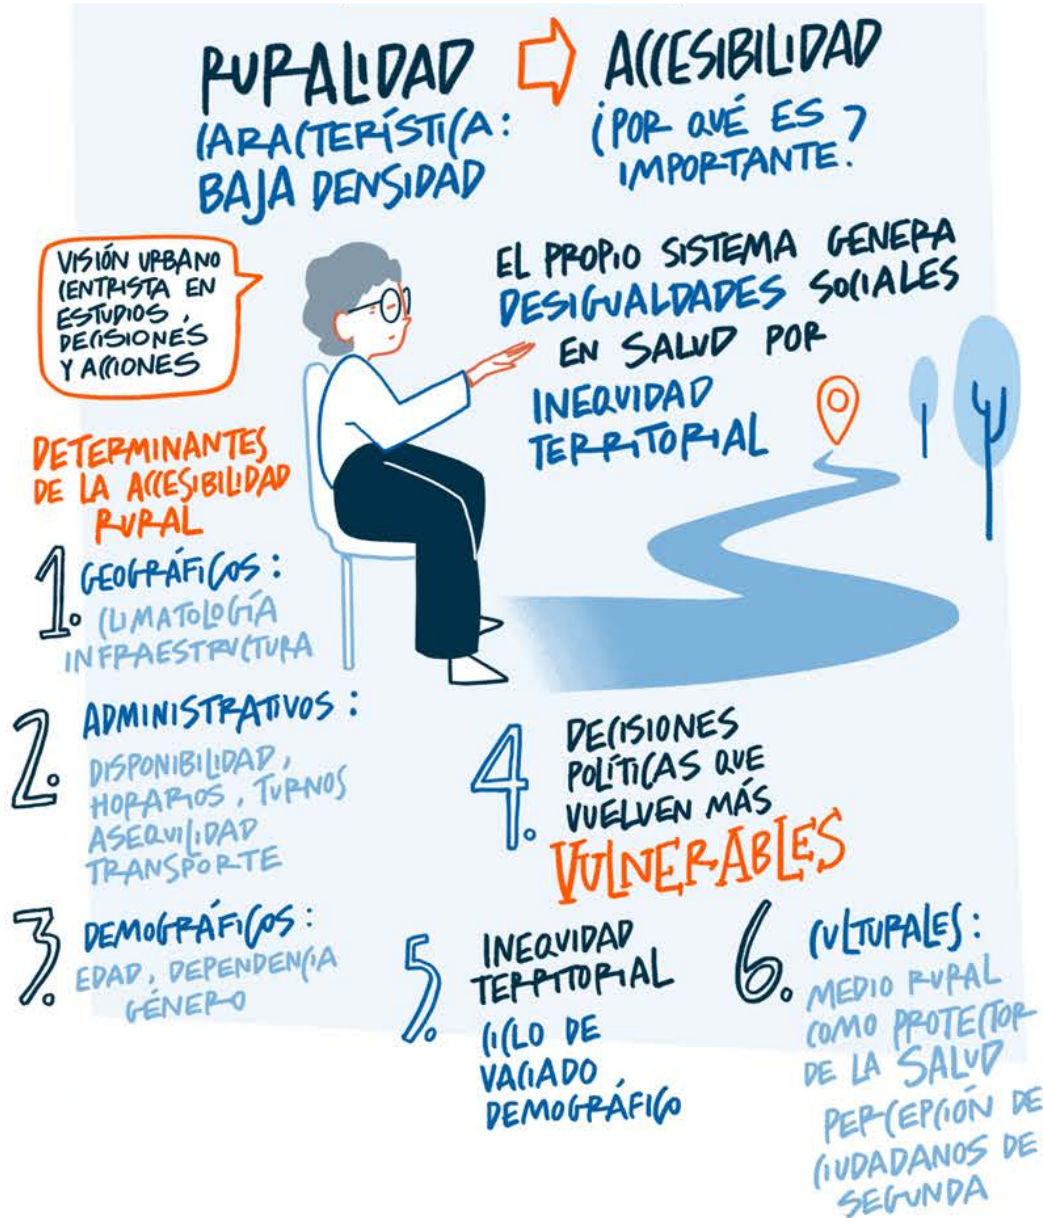 RURALIDAD
CARACTERÍSTICA:
BAJA DENSIDAD
ACCESIBILIDAD
¿POR QUÉ ES
IMPORTANTE?
VISIÓN URBANO
CENTRISTA EN
ESTUDIOS,
DECISIONES
Y ACCIONES
EL PROPIO SISTEMA GENERA
DESIGUALDADES SOCIALES
EN SALUD POR
INEQUIDAD
TERRITORIAL
DETERMINANTES
DE LA ACCESIBILIDAD
RURAL
1. GEOGRÁFICOS:
CLIMATOLOGÍA
INFRAESTRUCTURA
2. ADMINISTRATIVOS:
DISPONIBILIDAD,
HORARIOS, TURNOS
ASEQUILIDAD
TRANSPORTE
3. DEMOGRÁFICOS:
EDAD, DEPENDENCIA
GÉNERO
4. DECISIONES
POLÍTICAS QUE
VUELVEN MÁS
VULNERABLES
5. INEQUIDAD
TERRITORIAL
CICLO DE
VACIADO
DEMOGRÁFICO
6. CULTURALES:
MEDIO RURAL
COMO PROTECTOR
DE LA SALUD
PERCEPCIÓN DE
CIUDADANOS DE
SEGUNDA